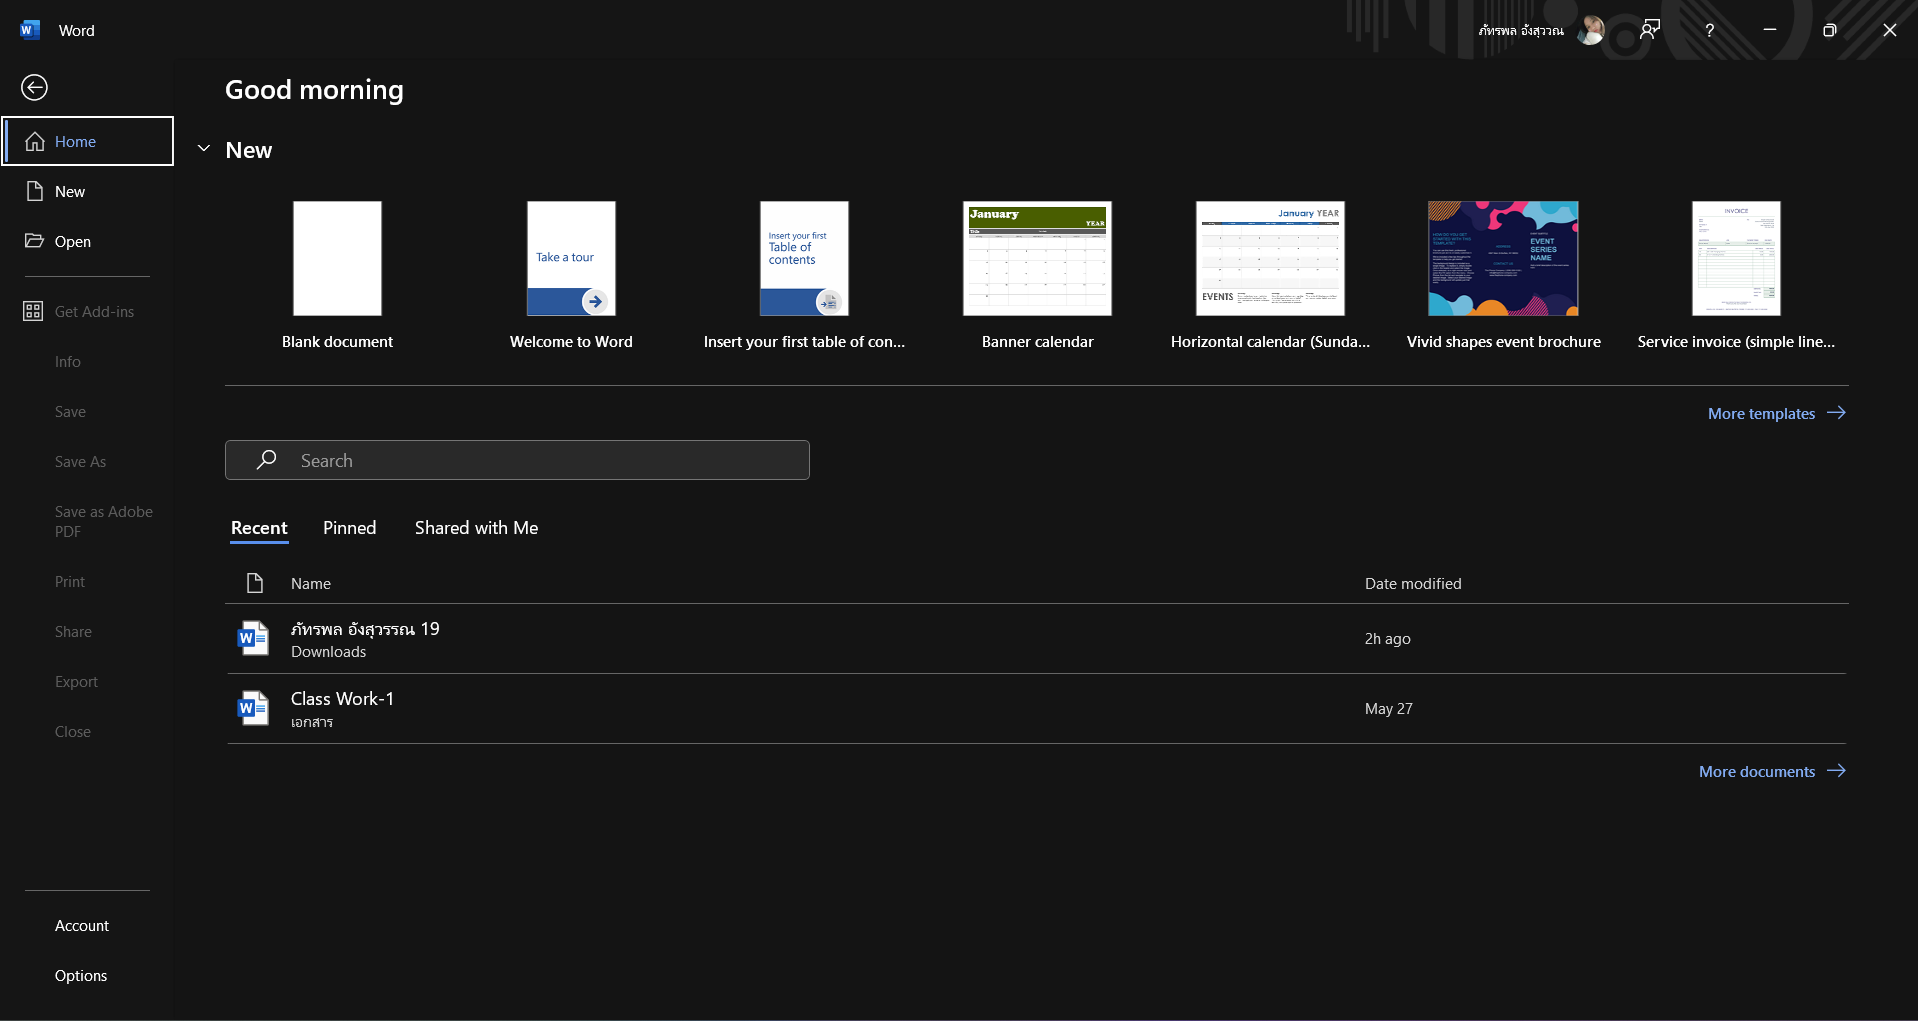 Word
ภัทรพล อังสุวรรณ
Good morning
Home
New
Open
Get Add-ins
Info
Save
Save As
Save as Adobe
PDF
Print
Share
Export
Close
Account
Options
New
Take a tour
Insert your first
Table of
contents
January
YEAR
January YEAR
EVENTS
EVENT
SERIES
NAME
INVOICE
Blank document
Welcome to Word
Insert your first table of con...
Banner calendar
Horizontal calendar (Sunda...
Vivid shapes event brochure
Service invoice (simple line...
More templates
Search
Recent
Pinned
Shared with Me
Name
Date modified
ภัทรพล อังสุวรรณ 19
2h ago
Downloads
Class Work-1
May 27
เอกสาร
More documents